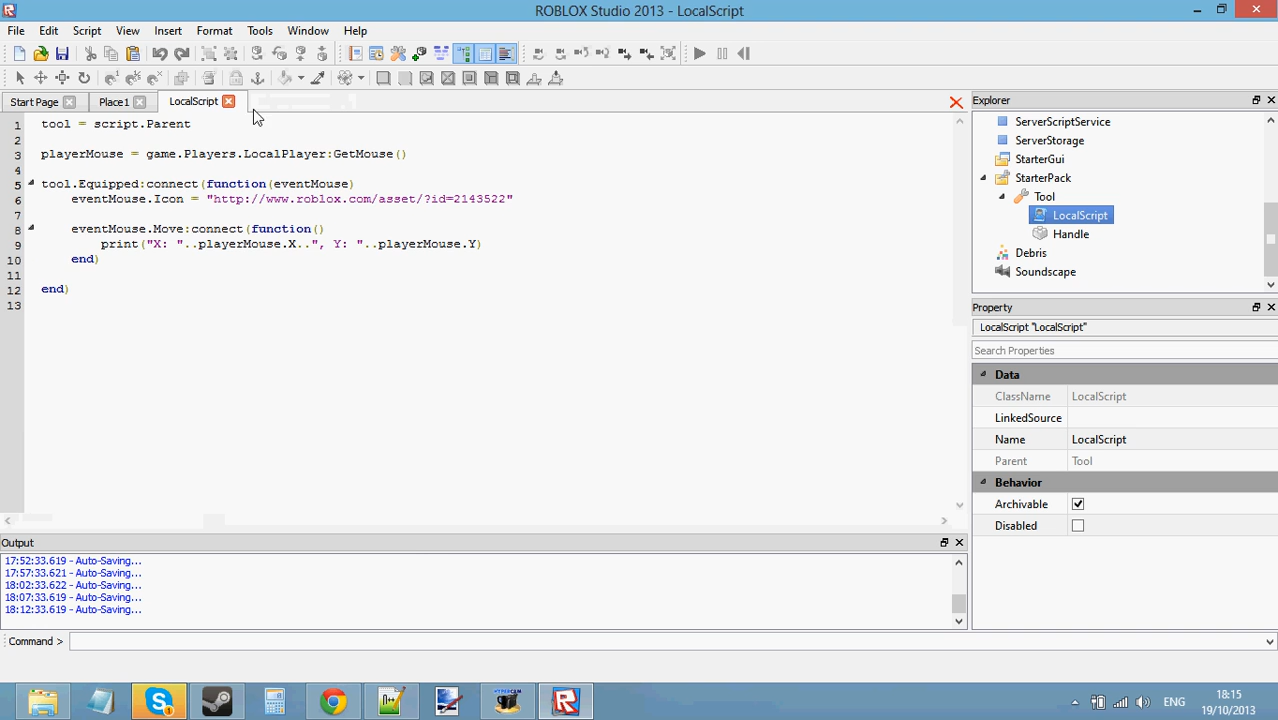 ROBLOX Studio 2013 - LocalScript
File Edit Script View Insert Format Tools Window Help
Start Page Place1 LocalScript
1 tool = script.Parent
2
3 playerMouse = game.Players.LocalPlayer:GetMouse()
4
5 tool.Equipped:connect(function(eventMouse)
6 eventMouse.Icon = "http://www.roblox.com/asset/?id=2143522"
7
8 eventMouse.Move:connect(function()
9 print("X: "..playerMouse.X..", Y: "..playerMouse.Y)
10 end)
11
12 end)
13
Explorer
ServerScriptService
ServerStorage
StarterGui
StarterPack
Tool
LocalScript
Handle
Debris
Soundscape
Property
LocalScript "LocalScript"
Search Properties
Data
ClassName LocalScript
LinkedSource
Name LocalScript
Parent Tool
Behavior
Archivable
Disabled
Output
17:52:33.619 - Auto-Saving...
17:57:33.621 - Auto-Saving...
18:02:33.622 - Auto-Saving...
18:07:33.619 - Auto-Saving...
18:12:33.619 - Auto-Saving...
Command >
ENG
18:15
19/10/2013